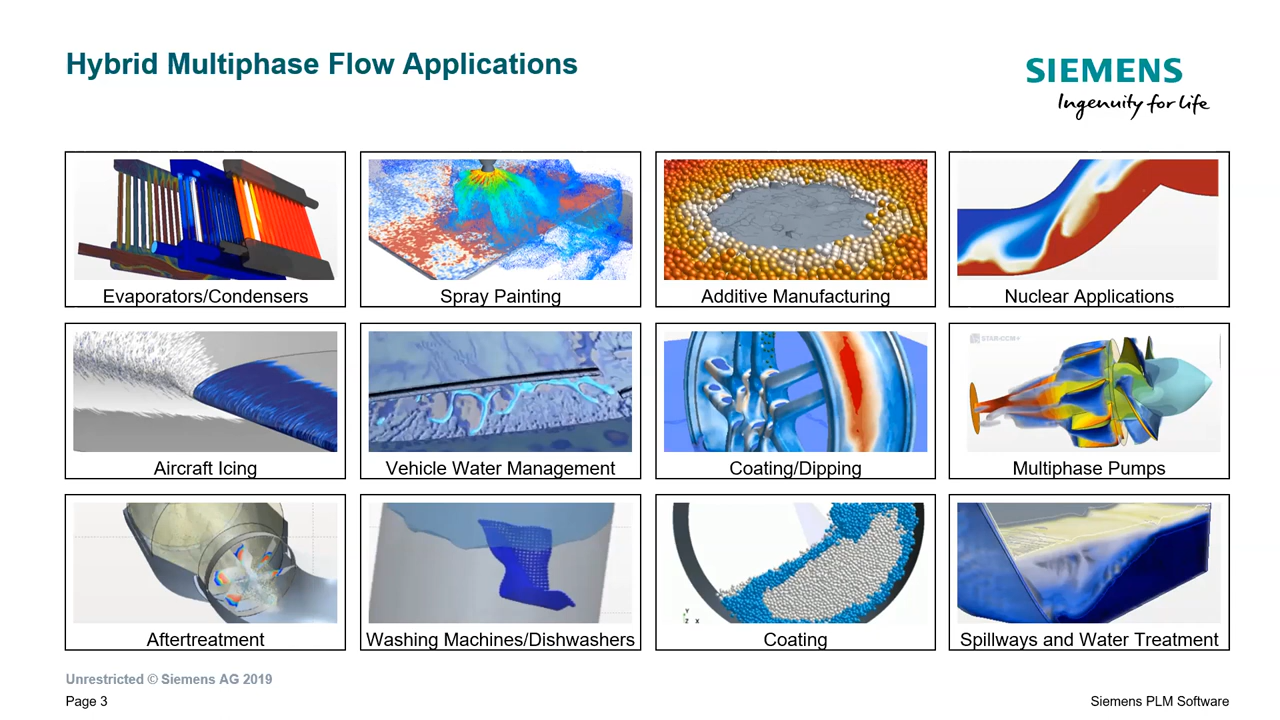 Hybrid Multiphase Flow Applications
SIEMENS
Ingenuity for life
Evaporators/Condensers
Spray Painting
Additive Manufacturing
Nuclear Applications
STAR-CCM+
Aircraft Icing
Vehicle Water Management
Coating/Dipping
Multiphase Pumps
Y
Z X
Aftertreatment
Washing Machines/Dishwashers
Coating
Spillways and Water Treatment
Unrestricted © Siemens AG 2019
Page 3
Siemens PLM Software